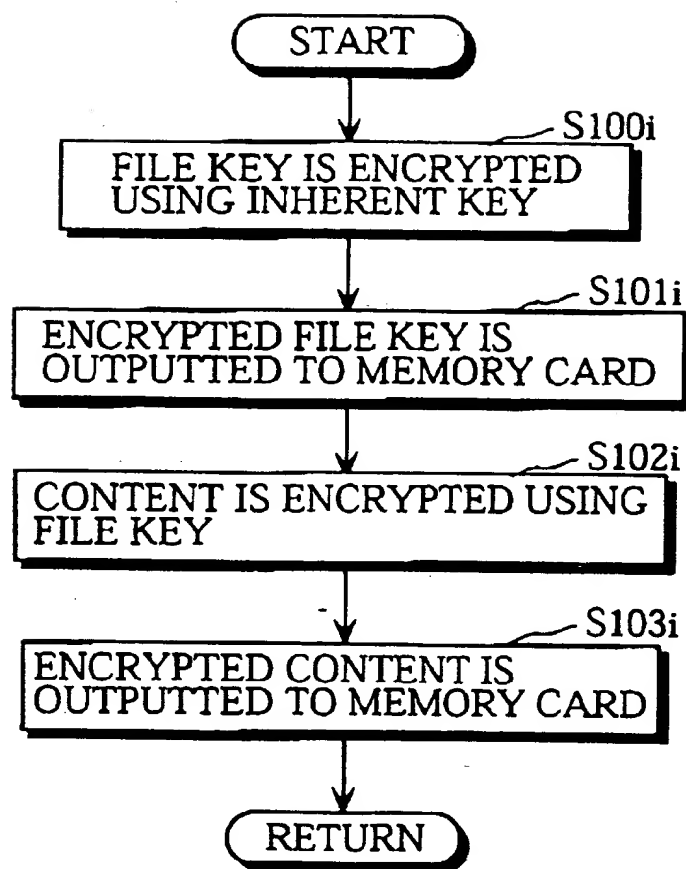 START
S100i
FILE KEY IS ENCRYPTED
USING INHERENT KEY
S101i
ENCRYPTED FILE KEY IS
OUTPUTTED TO MEMORY CARD
S102i
CONTENT IS ENCRYPTED USING
FILE KEY
S103i
ENCRYPTED CONTENT IS
OUTPUTTED TO MEMORY CARD
RETURN